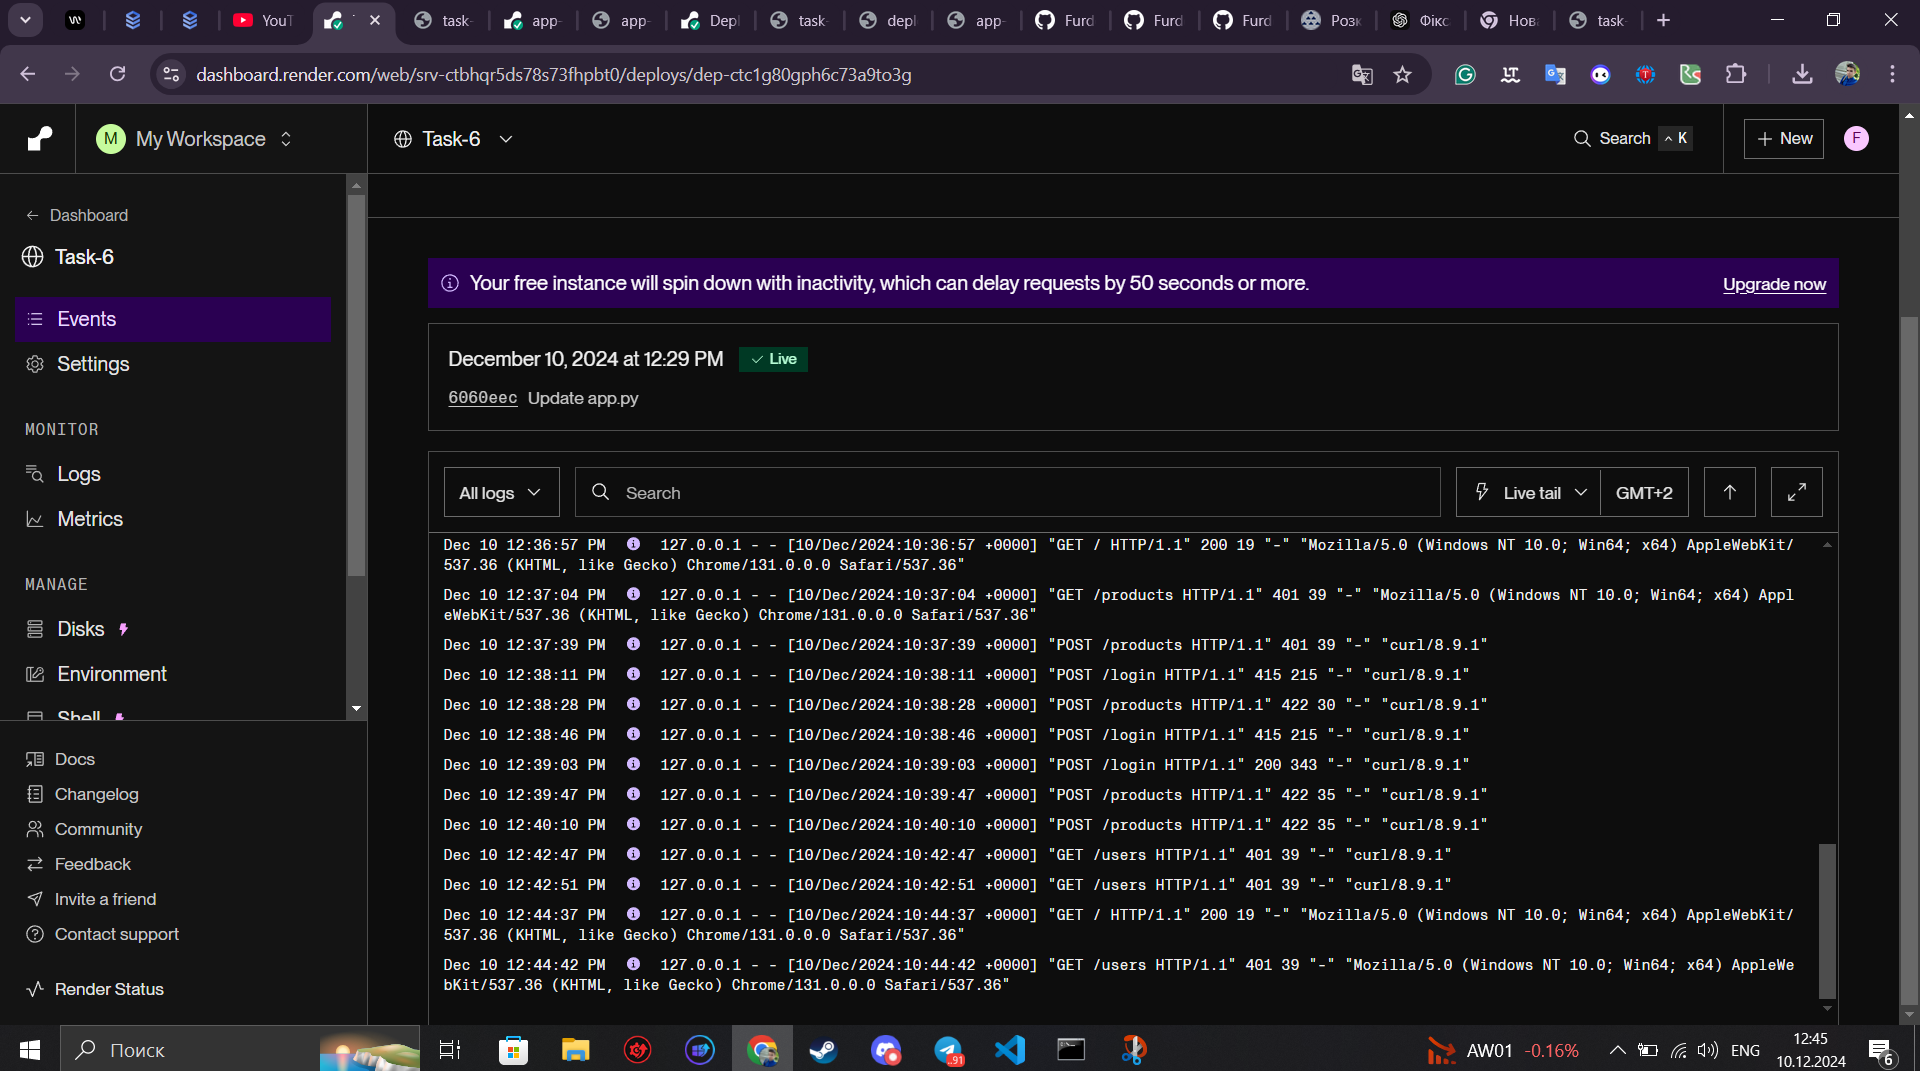 YouT
task-
app-
app-
Depl
task-
depl
app-
Furd
Furd
Furd
Розк
Фікс
Нова
task-
dashboard.render.com/web/srv-ctbhqr5ds78s73fhpbt0/deploys/dep-ctc1g80gph6c73a9to3g
M My Workspace
Task-6
Search
K
+ New
F
Dashboard
Task-6
Events
Settings
MONITOR
Logs
Metrics
MANAGE
Disks
Environment
Shell
Docs
Changelog
Community
Feedback
Invite a friend
Contact support
Render Status
Your free instance will spin down with inactivity, which can delay requests by 50 seconds or more.
Upgrade now
December 10, 2024 at 12:29 PM
Live
6060eec Update app.py
All logs
Search
Live tail
GMT+2
Dec 10 12:36:57 PM 127.0.0.1 - - [10/Dec/2024:10:36:57 +0000] "GET / HTTP/1.1" 200 19 "-" "Mozilla/5.0 (Windows NT 10.0; Win64; x64) AppleWebKit/
537.36 (KHTML, like Gecko) Chrome/131.0.0.0 Safari/537.36"
Dec 10 12:37:04 PM 127.0.0.1 - - [10/Dec/2024:10:37:04 +0000] "GET /products HTTP/1.1" 401 39 "-" "Mozilla/5.0 (Windows NT 10.0; Win64; x64) Appl
eWebKit/537.36 (KHTML, like Gecko) Chrome/131.0.0.0 Safari/537.36"
Dec 10 12:37:39 PM 127.0.0.1 - - [10/Dec/2024:10:37:39 +0000] "POST /products HTTP/1.1" 401 39 "-" "curl/8.9.1"
Dec 10 12:38:11 PM 127.0.0.1 - - [10/Dec/2024:10:38:11 +0000] "POST /login HTTP/1.1" 415 215 "-" "curl/8.9.1"
Dec 10 12:38:28 PM 127.0.0.1 - - [10/Dec/2024:10:38:28 +0000] "POST /products HTTP/1.1" 422 30 "-" "curl/8.9.1"
Dec 10 12:38:46 PM 127.0.0.1 - - [10/Dec/2024:10:38:46 +0000] "POST /login HTTP/1.1" 415 215 "-" "curl/8.9.1"
Dec 10 12:39:03 PM 127.0.0.1 - - [10/Dec/2024:10:39:03 +0000] "POST /login HTTP/1.1" 200 343 "-" "curl/8.9.1"
Dec 10 12:39:47 PM 127.0.0.1 - - [10/Dec/2024:10:39:47 +0000] "POST /products HTTP/1.1" 422 35 "-" "curl/8.9.1"
Dec 10 12:40:10 PM 127.0.0.1 - - [10/Dec/2024:10:40:10 +0000] "POST /products HTTP/1.1" 422 35 "-" "curl/8.9.1"
Dec 10 12:42:47 PM 127.0.0.1 - - [10/Dec/2024:10:42:47 +0000] "GET /users HTTP/1.1" 401 39 "-" "curl/8.9.1"
Dec 10 12:42:51 PM 127.0.0.1 - - [10/Dec/2024:10:42:51 +0000] "GET /users HTTP/1.1" 401 39 "-" "curl/8.9.1"
Dec 10 12:44:37 PM 127.0.0.1 - - [10/Dec/2024:10:44:37 +0000] "GET / HTTP/1.1" 200 19 "-" "Mozilla/5.0 (Windows NT 10.0; Win64; x64) AppleWebKit/
537.36 (KHTML, like Gecko) Chrome/131.0.0.0 Safari/537.36"
Dec 10 12:44:42 PM 127.0.0.1 - - [10/Dec/2024:10:44:42 +0000] "GET /users HTTP/1.1" 401 39 "-" "Mozilla/5.0 (Windows NT 10.0; Win64; x64) AppleWe
bKit/537.36 (KHTML, like Gecko) Chrome/131.0.0.0 Safari/537.36"
Поиск
91
AW01 -0.16%
ENG
12:45
10.12.2024
6